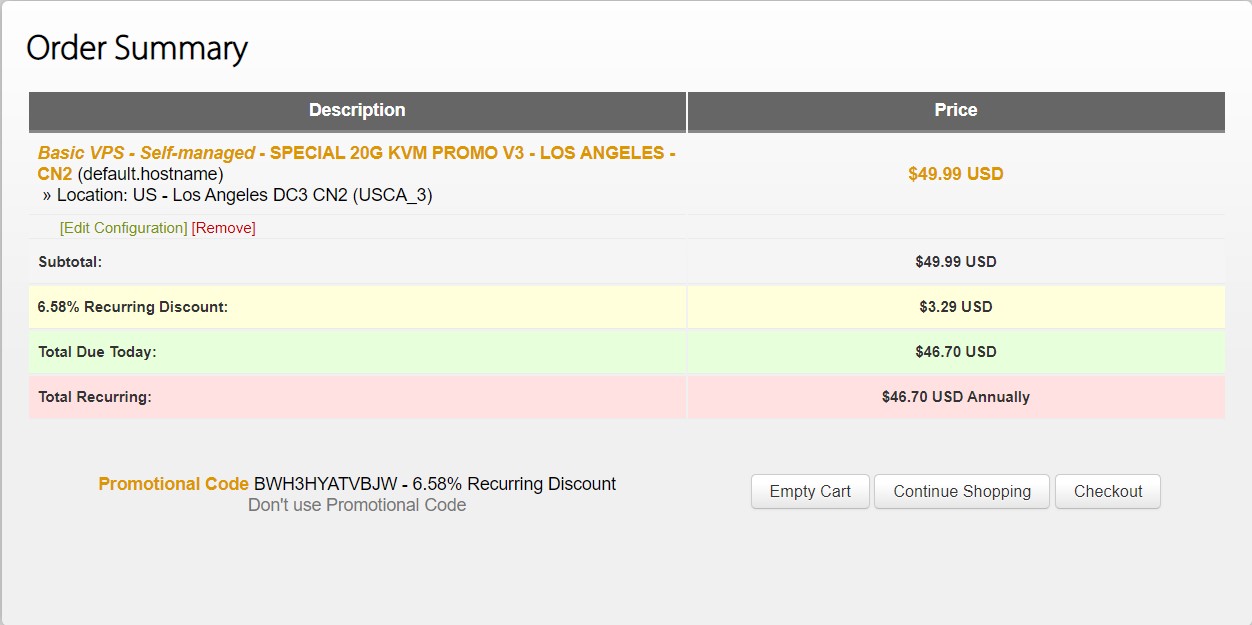 Order Summary
Description Price
Basic VPS - Self-managed - SPECIAL 20G KVM PROMO V3 - LOS ANGELES -
CN2 (default.hostname) $49.99 USD
» Location: US - Los Angeles DC3 CN2 (USCA_3)
[Edit Configuration] [Remove]
Subtotal: $49.99 USD
6.58% Recurring Discount: $3.29 USD
Total Due Today: $46.70 USD
Total Recurring: $46.70 USD Annually
Promotional Code BWH3HYATVBJW - 6.58% Recurring Discount
Don't use Promotional Code
Empty Cart Continue Shopping Checkout